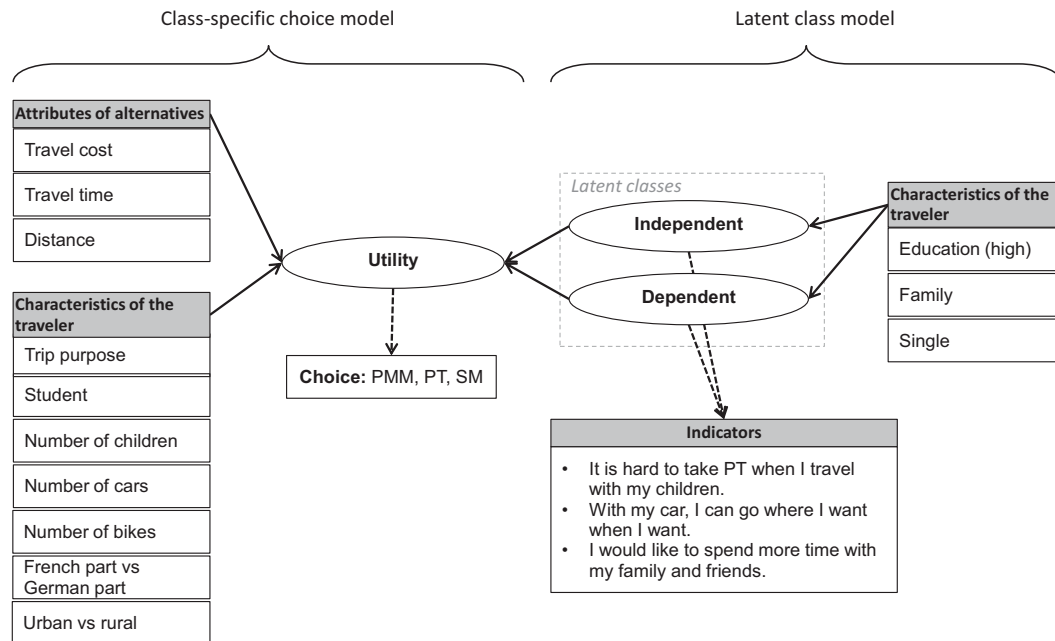 Class-specific choice model
Latent class model
Attributes of alternatives
Travel cost
Travel time
Distance
Characteristics of the
traveler
Trip purpose
Student
Number of children
Number of cars
Number of bikes
French part vs
German part
Urban vs rural
Utility
Choice: PMM, PT, SM
Latent classes
Independent
Dependent
Characteristics of the
traveler
Education (high)
Family
Single
Indicators
• It is hard to take PT when I travel
with my children.
• With my car, I can go where I want
when I want.
• I would like to spend more time with
my family and friends.